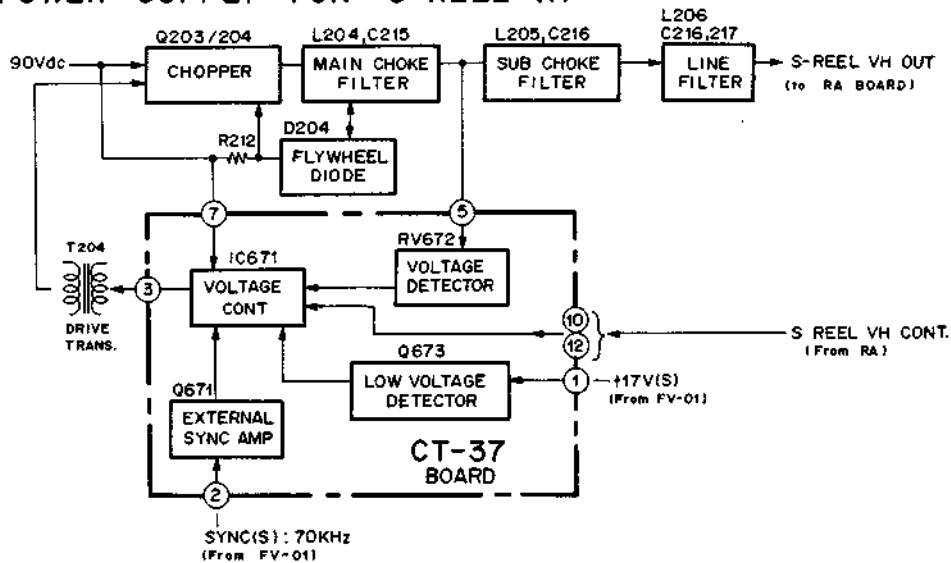 Q203/204
L204,C215
L205,C216
L206
C216,217
90Vdc
CHOPPER
MAIN CHOKE
FILTER
SUB CHOKE
FILTER
LINE
FILTER
S-REEL VH OUT
(to RA BOARD)
R212
D204
FLYWHEEL
DIODE
7
5
T204
IC671
RV672
3
VOLTAGE
CONT
VOLTAGE
DETECTOR
DRIVE
TRANS.
10
12
S REEL VH CONT.
(From RA)
Q673
Q671
LOW VOLTAGE
DETECTOR
1
+17V(S)
(From FV-01)
EXTERNAL
SYNC AMP
CT-37
BOARD
2
SYNC(S): 70KHz
(From FV-01)